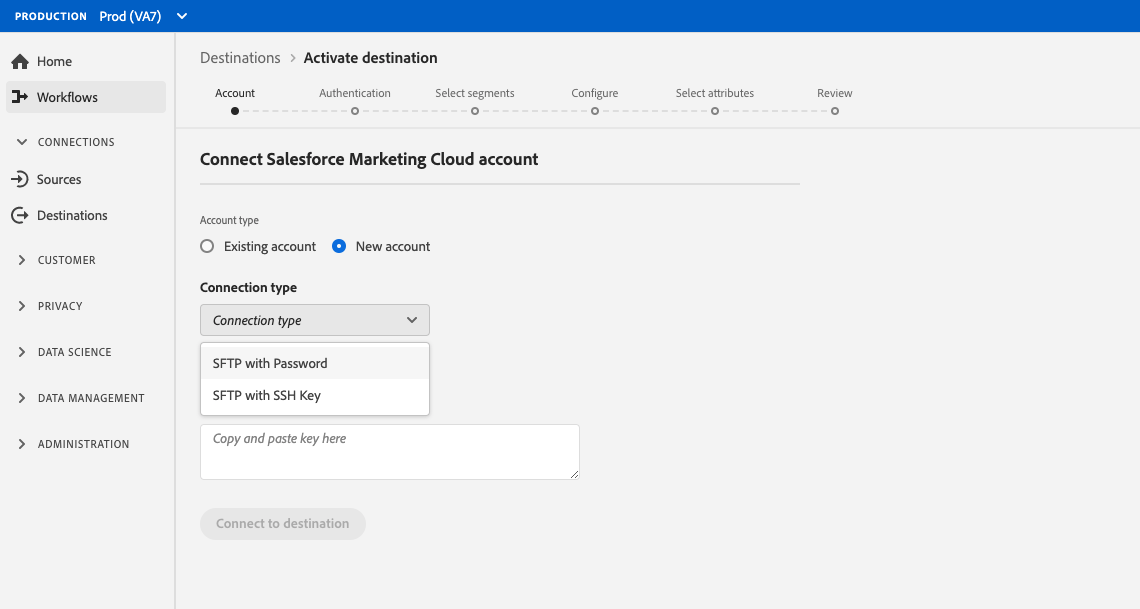 PRODUCTION Prod (VA7)
Home
Workflows
CONNECTIONS
Sources
Destinations
CUSTOMER
PRIVACY
DATA SCIENCE
DATA MANAGEMENT
ADMINISTRATION
Destinations > Activate destination
Account Authentication Select segments Configure Select attributes Review
Connect Salesforce Marketing Cloud account
Account type
Existing account New account
Connection type
Connection type
SFTP with Password
SFTP with SSH Key
Copy and paste key here
Connect to destination